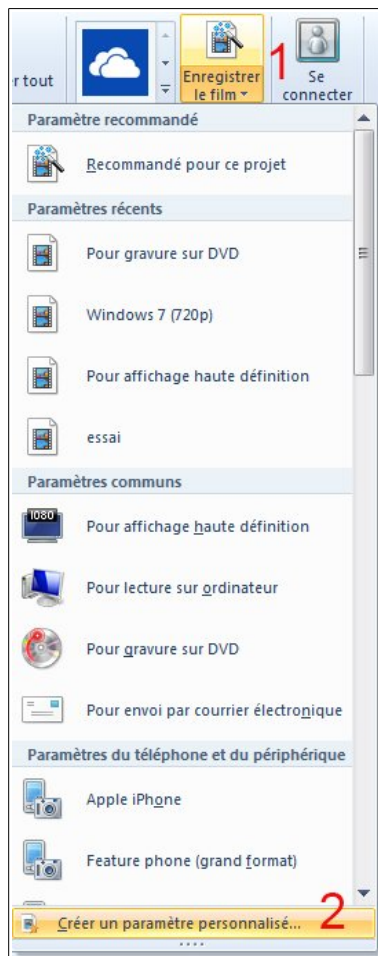 r tout
Enregistrer
le film
1
Se
connecter
Paramètre recommandé
Recommandé pour ce projet
Paramètres récents
Pour gravure sur DVD
Windows 7 (720p)
Pour affichage haute définition
essai
Paramètres communs
1080
Pour affichage haute définition
Pour lecture sur ordinateur
Pour gravure sur DVD
Pour envoi par courrier électronique
Paramètres du téléphone et du périphérique
Apple iPhone
Feature phone (grand format)
Créer un paramètre personnalisé...
2